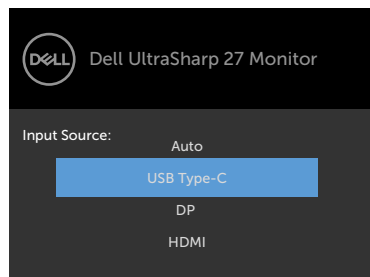 DELL
Dell UltraSharp 27 Monitor
Input Source:
Auto
USB Type-C
DP
HDMI